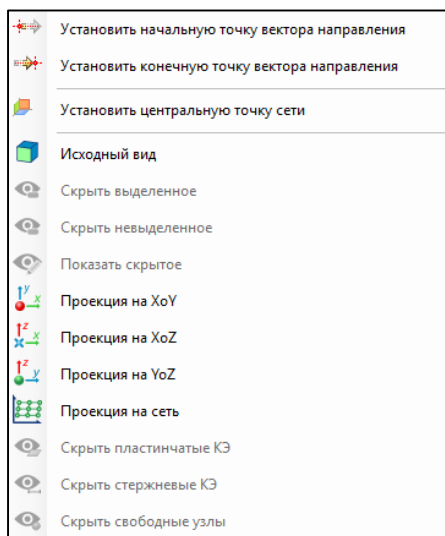 Установить начальную точку вектора направления
Установить конечную точку вектора направления
Установить центральную точку сети
Исходный вид
Скрыть выделенное
Скрыть невыделенное
Показать скрытое
y x Проекция на XoY
z x Проекция на XoZ
z y Проекция на YoZ
Проекция на сеть
Скрыть пластинчатые КЭ
Скрыть стержневые КЭ
Скрыть свободные узлы